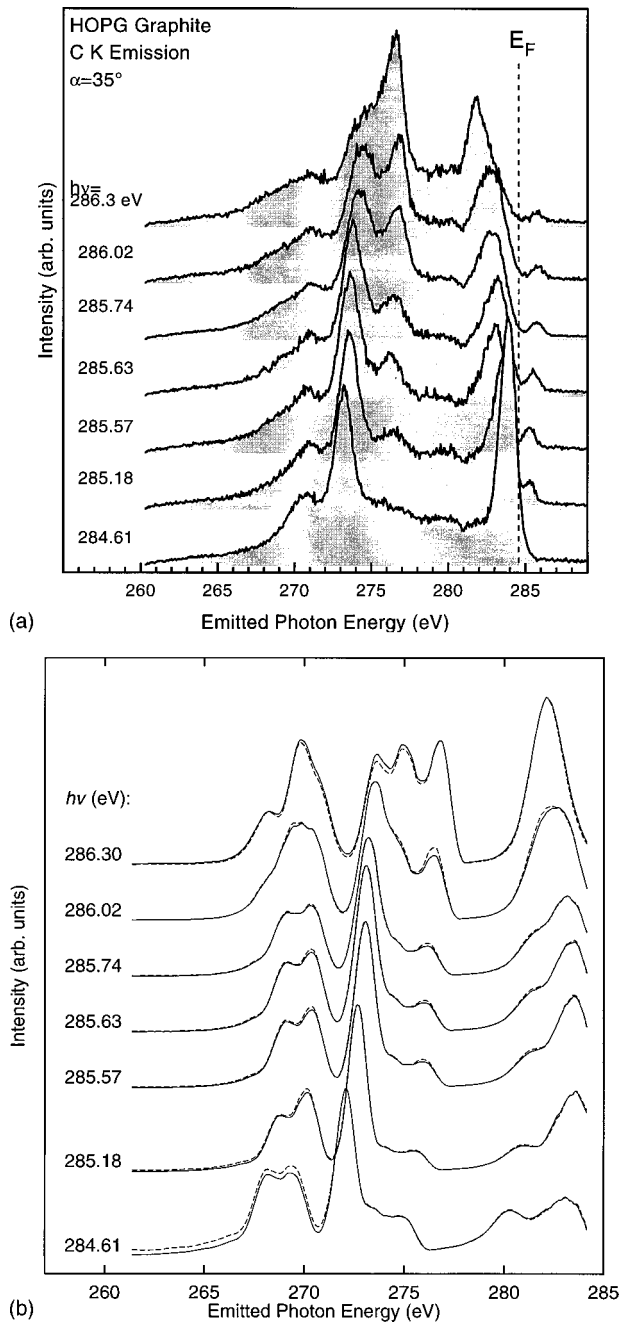 HOPG Graphite
C K Emission
α=35°
E_F
hν=
286.3 eV
286.02
285.74
285.63
285.57
285.18
284.61
Intensity (arb. units)
260 265 270 275 280 285
Emitted Photon Energy (eV)
(a)
hν (eV):
286.30
286.02
285.74
285.63
285.57
285.18
284.61
Intensity (arb. units)
260 265 270 275 280 285
Emitted Photon Energy (eV)
(b)